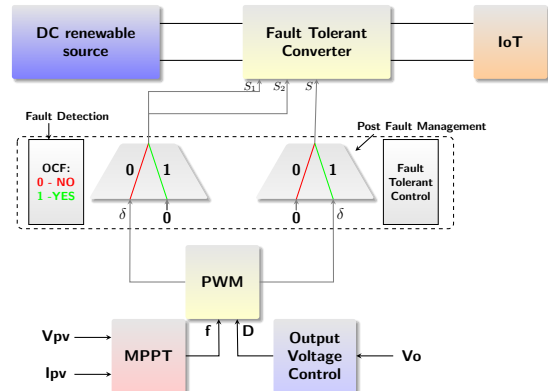 DC renewable
source
Fault Tolerant
Converter
IoT
S1 S2 S
Fault Detection
Post Fault Management
OCF:
0 - NO
1 -YES
0 1
0 1
Fault
Tolerant
Control
δ 0
0 δ
PWM
Vpv
Ipv
MPPT
f D
Output
Voltage
Control
Vo